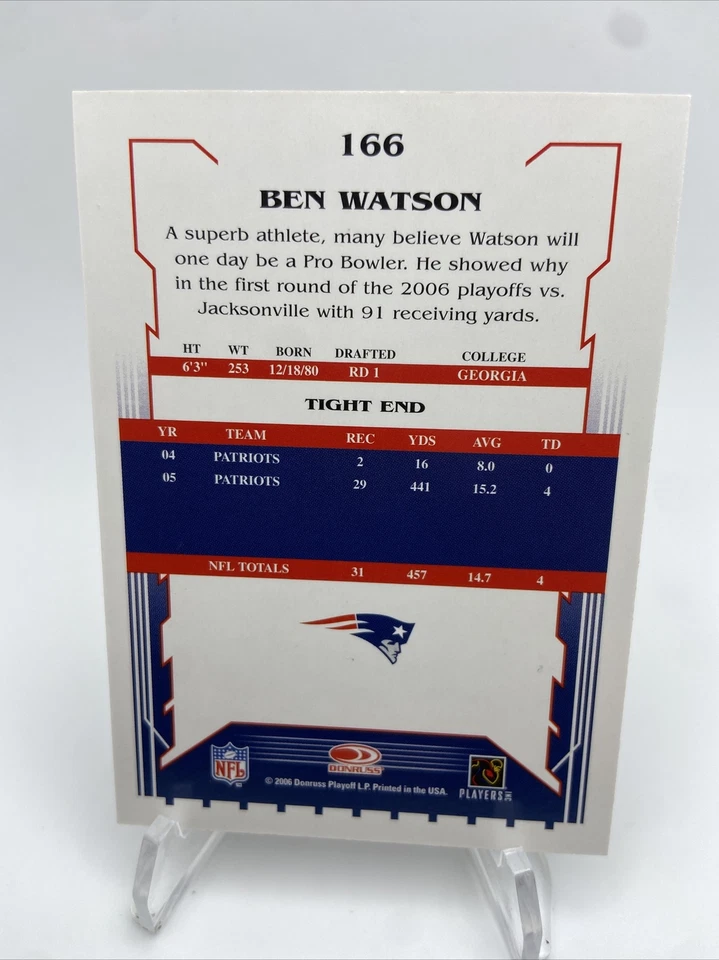 166
BEN WATSON
A superb athlete, many believe Watson will
one day be a Pro Bowler. He showed why
in the first round of the 2006 playoffs vs.
Jacksonville with 91 receiving yards.
HT WT BORN DRAFTED COLLEGE
6'3" 253 12/18/80 RD 1 GEORGIA
TIGHT END
YR TEAM REC YDS AVG TD
04 PATRIOTS 2 16 8.0 0
05 PATRIOTS 29 441 15.2 4
NFL TOTALS 31 457 14.7 4
NFL DONRUSS
© 2006 Donruss Playoff L.P. Printed in the USA.
PLAYERS INC